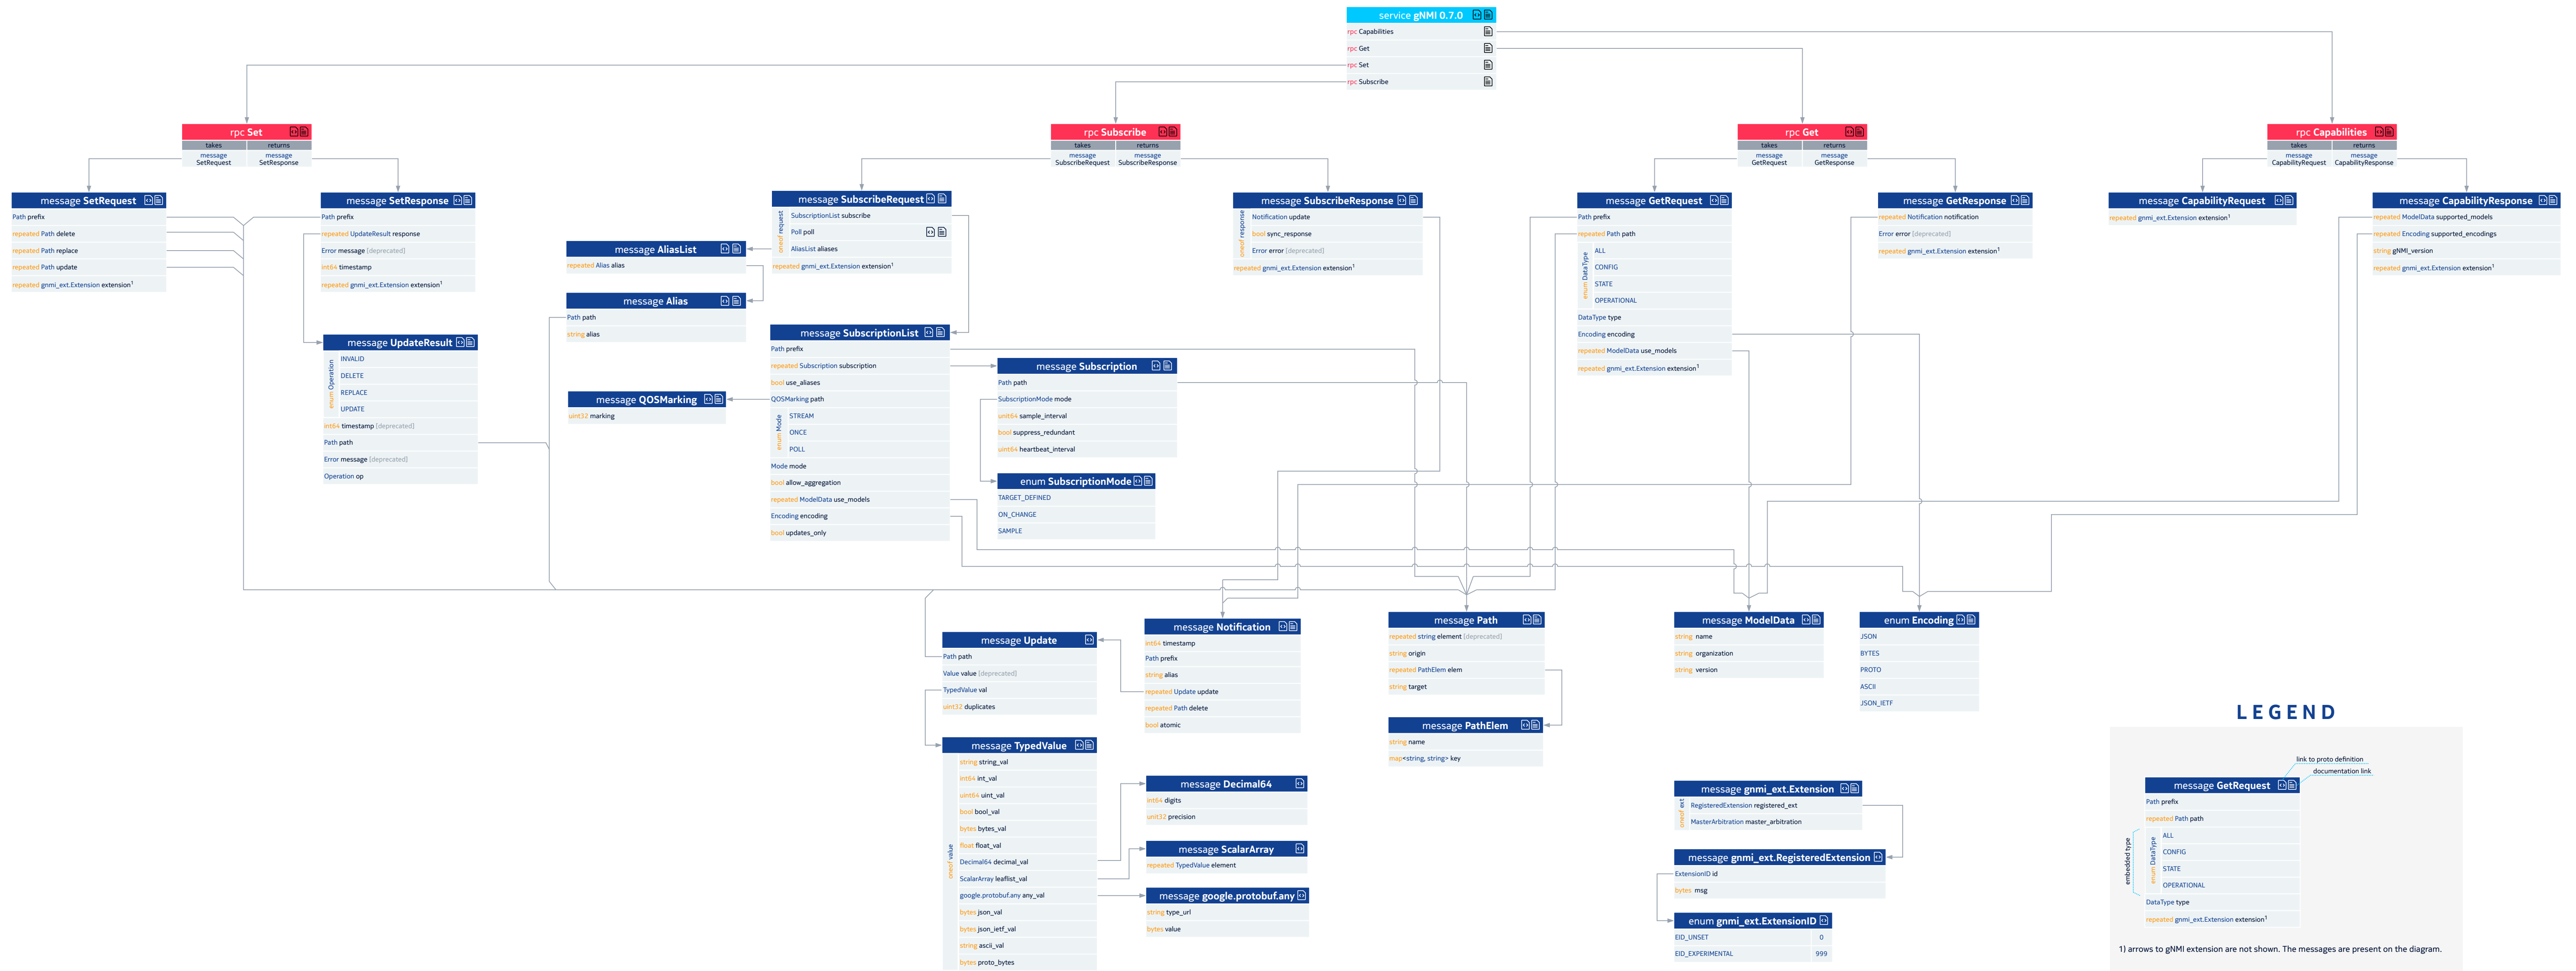 service gNMI 0.7.0
rpc Capabilities
rpc Get
rpc Set
rpc Subscribe
rpc Set
takes returns
message SetRequest
message SetResponse
rpc Subscribe
takes returns
message SubscribeRequest
message SubscribeResponse
rpc Get
takes returns
message GetRequest
message GetResponse
rpc Capabilities
takes returns
message CapabilityRequest
message CapabilityResponse
message SetRequest
Path prefix
repeated Path delete
repeated Path replace
repeated Path update
repeated gnmi_ext.Extension extension1
message SetResponse
Path prefix
repeated UpdateResult response
Error message [deprecated]
int64 timestamp
repeated gnmi_ext.Extension extension1
message UpdateResult
enum Operation
INVALID
DELETE
REPLACE
UPDATE
int64 timestamp [deprecated]
Path path
Error message [deprecated]
Operation op
message SubscribeRequest
oneof request
SubscriptionList subscribe
Poll poll
AliasList aliases
repeated gnmi_ext.Extension extension1
message AliasList
repeated Alias alias
message Alias
Path path
string alias
message SubscriptionList
Path prefix
repeated Subscription subscription
bool use_aliases
QOSMarking path
enum Mode
STREAM
ONCE
POLL
Mode mode
bool allow_aggregation
repeated ModelData use_models
Encoding encoding
bool updates_only
message QOSMarking
uint32 marking
message Subscription
Path path
SubscriptionMode mode
unit64 sample_interval
bool suppress_redundant
uint64 heartbeat_interval
enum SubscriptionMode
TARGET_DEFINED
ON_CHANGE
SAMPLE
message SubscribeResponse
oneof response
Notification update
bool sync_response
Error error [deprecated]
repeated gnmi_ext.Extension extension1
message GetRequest
Path prefix
repeated Path path
enum DataType
ALL
CONFIG
STATE
OPERATIONAL
DataType type
Encoding encoding
repeated ModelData use_models
repeated gnmi_ext.Extension extension1
message GetResponse
repeated Notification notification
Error error [deprecated]
repeated gnmi_ext.Extension extension1
message CapabilityRequest
repeated gnmi_ext.Extension extension1
message CapabilityResponse
repeated ModelData supported_models
repeated Encoding supported_encodings
string gNMI_version
repeated gnmi_ext.Extension extension1
message Update
Path path
Value value [deprecated]
TypedValue val
uint32 duplicates
message Notification
int64 timestamp
Path prefix
string alias
repeated Update update
repeated Path delete
bool atomic
message Path
repeated string element [deprecated]
string origin
repeated PathElem elem
string target
message PathElem
string name
map<string, string> key
message ModelData
string name
string organization
string version
enum Encoding
JSON
BYTES
PROTO
ASCII
JSON_IETF
message TypedValue
oneof value
string string_val
int64 int_val
uint64 uint_val
bool bool_val
bytes bytes_val
float float_val
Decimal64 decimal_val
ScalarArray leaflist_val
google.protobuf.any any_val
bytes json_val
bytes json_ietf_val
string ascii_val
bytes proto_bytes
message Decimal64
int64 digits
unit32 precision
message ScalarArray
repeated TypedValue element
message google.protobuf.any
string type_url
bytes value
message gnmi_ext.Extension
oneof ext
RegisteredExtension registered_ext
MasterArbitration master_arbitration
message gnmi_ext.RegisteredExtension
ExtensionID id
bytes msg
enum gnmi_ext.ExtensionID
EID_UNSET 0
EID_EXPERIMENTAL 999
LEGEND
link to proto definition
documentation link
message GetRequest
Path prefix
repeated Path path
embedded type
enum DataType
ALL
CONFIG
STATE
OPERATIONAL
DataType type
repeated gnmi_ext.Extension extension1
1) arrows to gNMI extension are not shown. The messages are present on the diagram.